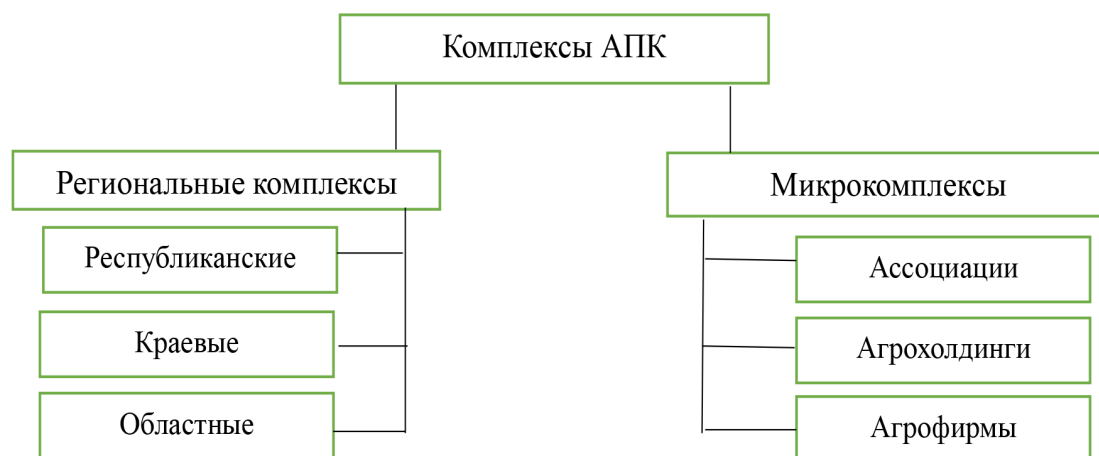 Комплексы АПК
Региональные комплексы
Республиканские
Краевые
Областные
Микрокомплексы
Ассоциации
Агрохолдинги
Агрофирмы